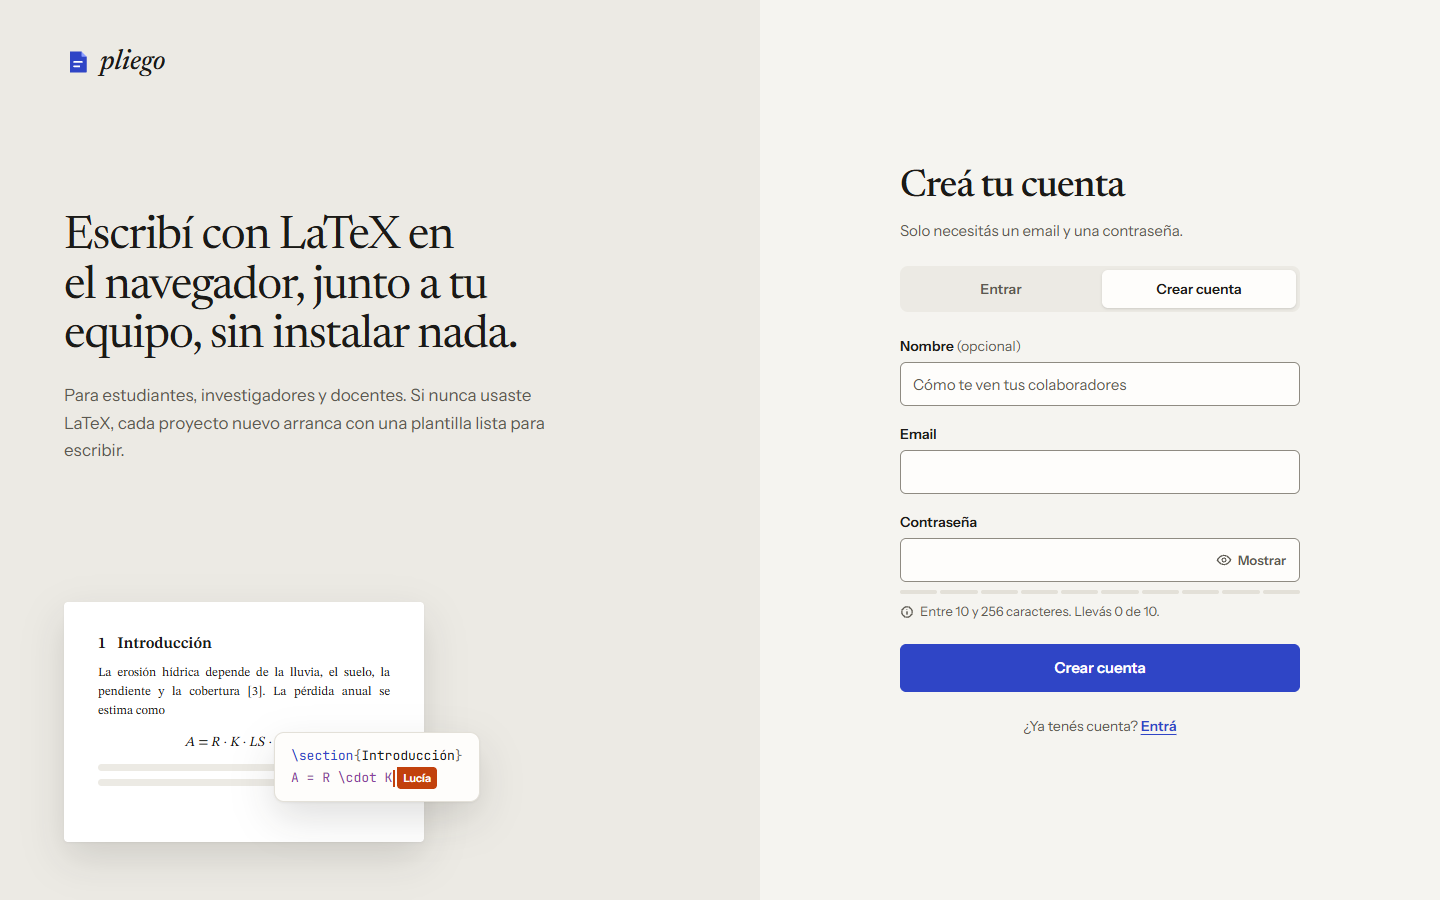 pliego
Escribí con LaTeX en
el navegador, junto a tu
equipo, sin instalar nada.
Para estudiantes, investigadores y docentes. Si nunca usaste
LaTeX, cada proyecto nuevo arranca con una plantilla lista para
escribir.
1 Introducción
La erosión hídrica depende de la lluvia, el suelo, la
pendiente y la cobertura [3]. La pérdida anual se
estima como
A = R · K · LS ·
\section{Introducción}
A = R \cdot K
Lucía
Creá tu cuenta
Solo necesitás un email y una contraseña.
Entrar
Crear cuenta
Nombre (opcional)
Cómo te ven tus colaboradores
Email
Contraseña
Mostrar
Entre 10 y 256 caracteres. Llevás 0 de 10.
Crear cuenta
¿Ya tenés cuenta? Entrá